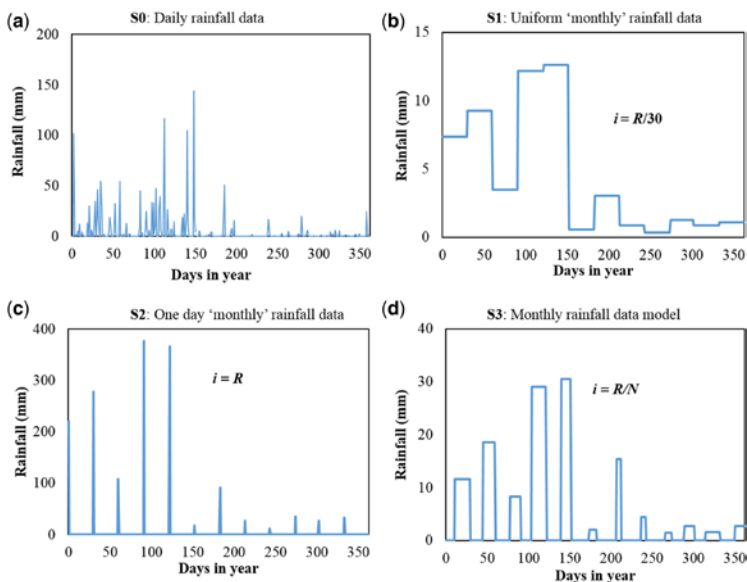 (a)
S0: Daily rainfall data
Rainfall (mm)
200
150
100
50
0
0 50 100 150 200 250 300 350
Days in year
(b)
S1: Uniform ‘monthly’ rainfall data
Rainfall (mm)
15
10
5
0
i = R/30
0 50 100 150 200 250 300 350
Days in year
(c)
S2: One day ‘monthly’ rainfall data
Rainfall (mm)
400
300
200
100
0
i = R
0 50 100 150 200 250 300 350
Days in year
(d)
S3: Monthly rainfall data model
Rainfall (mm)
40
30
20
10
0
i = R/N
0 50 100 150 200 250 300 350
Days in year